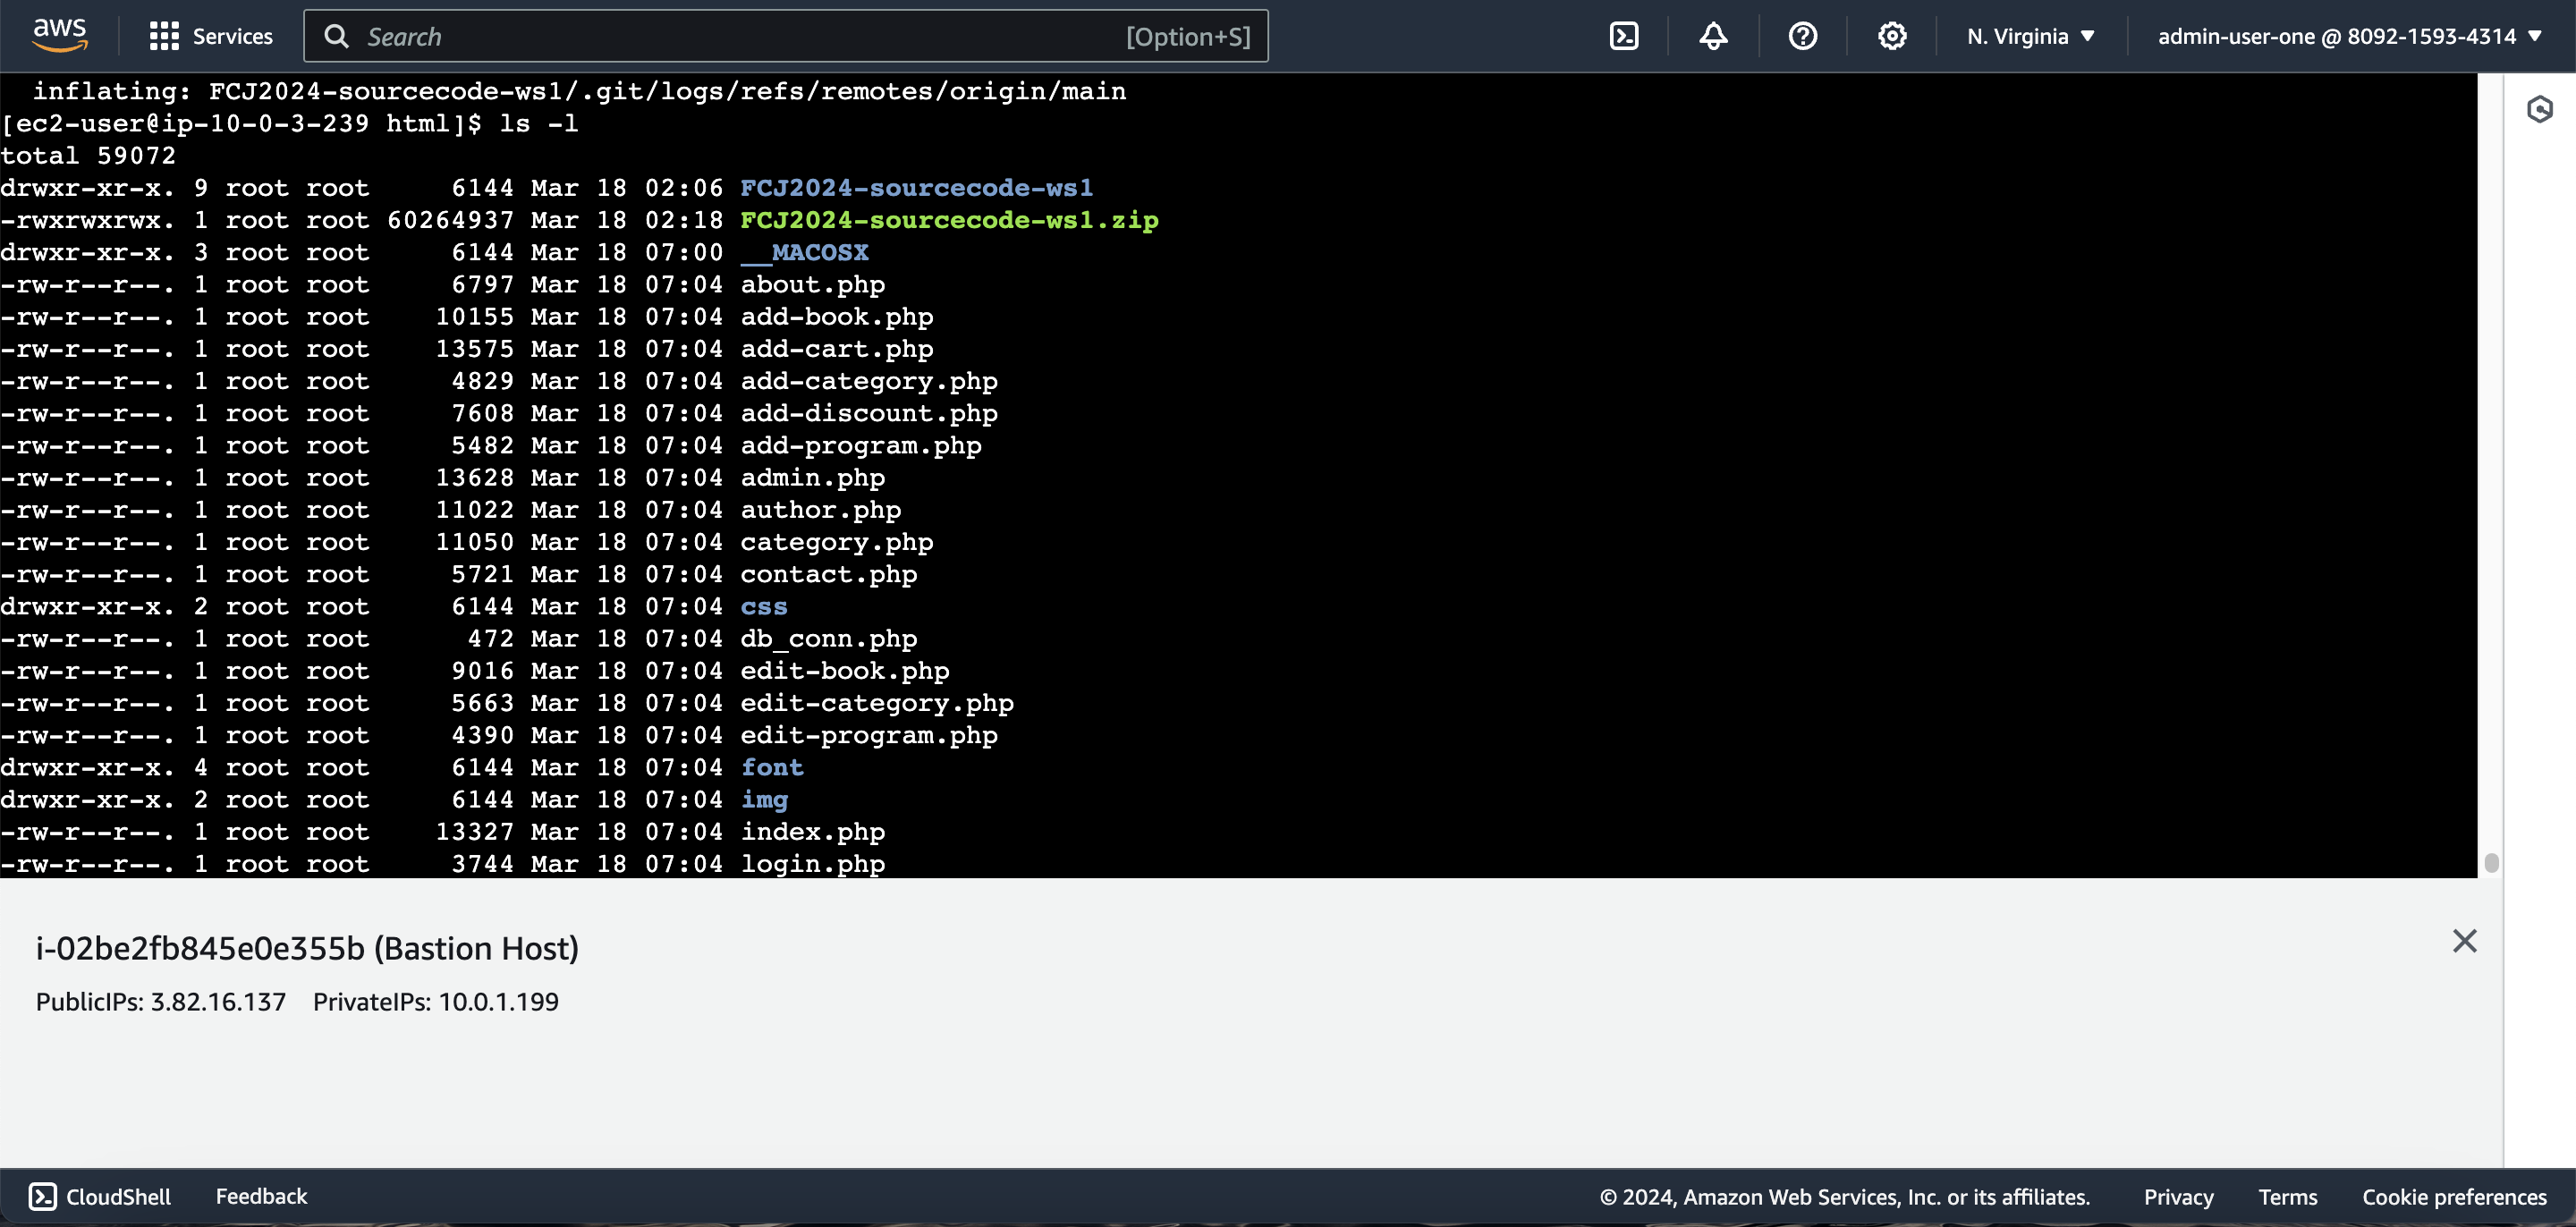 aws Services Search [Option+S] N. Virginia admin-user-one @ 8092-1593-4314
  inflating: FCJ2024-sourcecode-ws1/.git/logs/refs/remotes/origin/main
[ec2-user@ip-10-0-3-239 html]$ ls -l
total 59072
drwxr-xr-x. 9 root root     6144 Mar 18 02:06 FCJ2024-sourcecode-ws1
-rwxrwxrwx. 1 root root 60264937 Mar 18 02:18 FCJ2024-sourcecode-ws1.zip
drwxr-xr-x. 3 root root     6144 Mar 18 07:00 __MACOSX
-rw-r--r--. 1 root root     6797 Mar 18 07:04 about.php
-rw-r--r--. 1 root root    10155 Mar 18 07:04 add-book.php
-rw-r--r--. 1 root root    13575 Mar 18 07:04 add-cart.php
-rw-r--r--. 1 root root     4829 Mar 18 07:04 add-category.php
-rw-r--r--. 1 root root     7608 Mar 18 07:04 add-discount.php
-rw-r--r--. 1 root root     5482 Mar 18 07:04 add-program.php
-rw-r--r--. 1 root root    13628 Mar 18 07:04 admin.php
-rw-r--r--. 1 root root    11022 Mar 18 07:04 author.php
-rw-r--r--. 1 root root    11050 Mar 18 07:04 category.php
-rw-r--r--. 1 root root     5721 Mar 18 07:04 contact.php
drwxr-xr-x. 2 root root     6144 Mar 18 07:04 css
-rw-r--r--. 1 root root      472 Mar 18 07:04 db_conn.php
-rw-r--r--. 1 root root     9016 Mar 18 07:04 edit-book.php
-rw-r--r--. 1 root root     5663 Mar 18 07:04 edit-category.php
-rw-r--r--. 1 root root     4390 Mar 18 07:04 edit-program.php
drwxr-xr-x. 4 root root     6144 Mar 18 07:04 font
drwxr-xr-x. 2 root root     6144 Mar 18 07:04 img
-rw-r--r--. 1 root root    13327 Mar 18 07:04 index.php
-rw-r--r--. 1 root root     3744 Mar 18 07:04 login.php
i-02be2fb845e0e355b (Bastion Host)
PublicIPs: 3.82.16.137 PrivateIPs: 10.0.1.199
CloudShell Feedback © 2024, Amazon Web Services, Inc. or its affiliates. Privacy Terms Cookie preferences